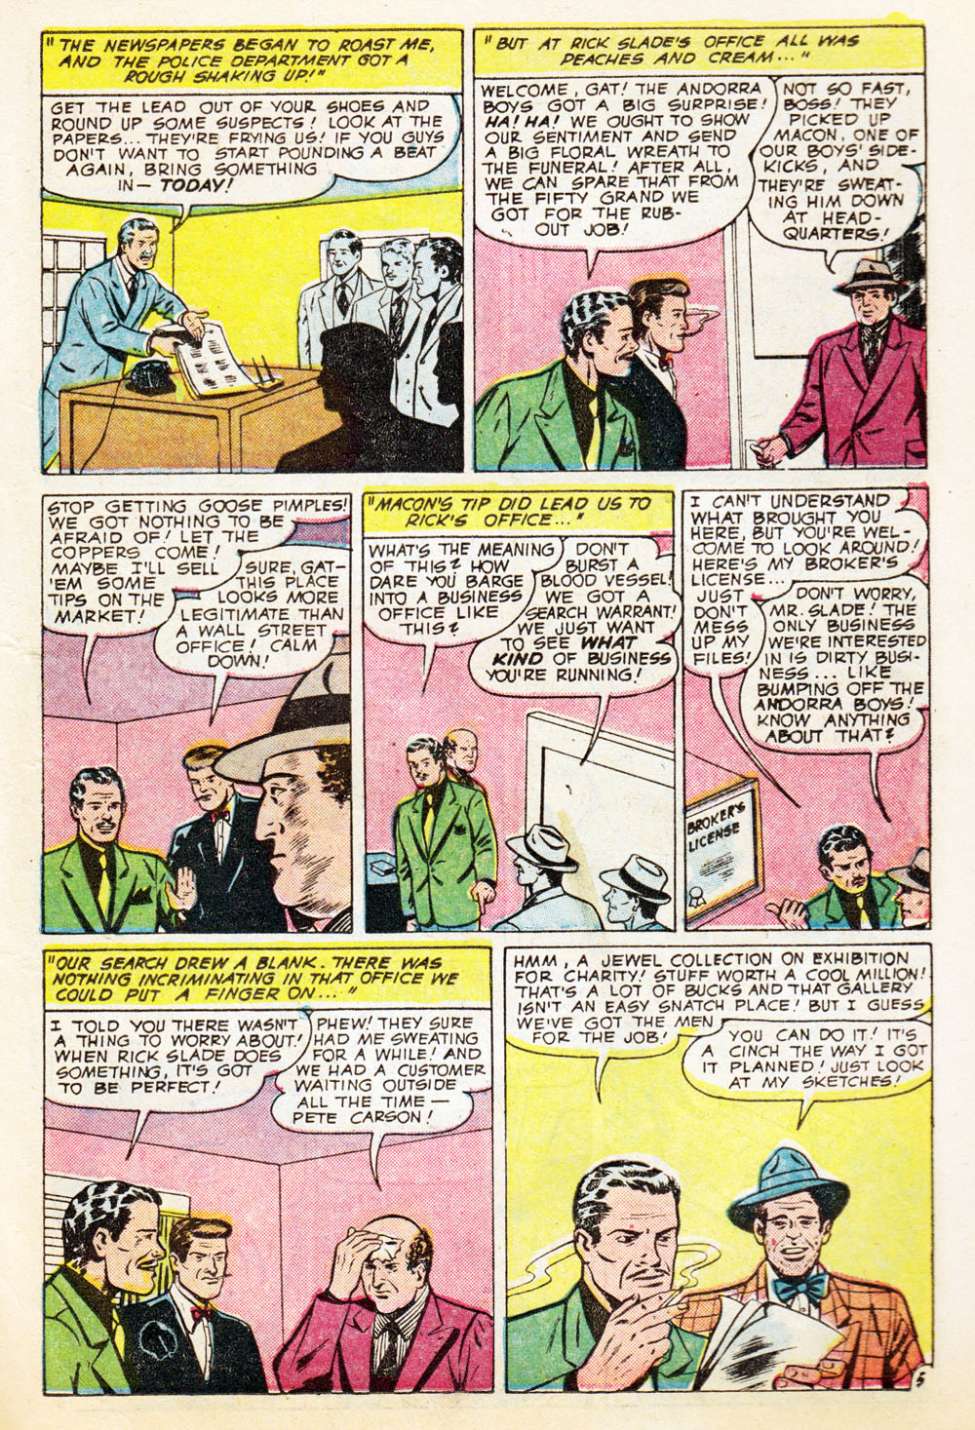 "THE NEWSPAPERS BEGAN TO ROAST ME,
AND THE POLICE DEPARTMENT GOT A
ROUGH SHAKING UP!"
GET THE LEAD OUT OF YOUR SHOES AND
ROUND UP SOME SUSPECTS! LOOK AT THE
PAPERS... THEY'RE FRYING US! IF YOU GUYS
DON'T WANT TO START POUNDING A BEAT
AGAIN, BRING SOMETHING
IN— TODAY!
"BUT AT RICK SLADE'S OFFICE ALL WAS
PEACHES AND CREAM..."
WELCOME, GAT! THE ANDORRA
BOYS GOT A BIG SURPRISE!
HA! HA! WE OUGHT TO SHOW
OUR SENTIMENT AND SEND
A BIG FLORAL WREATH TO
THE FUNERAL! AFTER ALL,
WE CAN SPARE THAT FROM
THE FIFTY GRAND WE
GOT FOR THE RUB-
OUT JOB!
NOT SO FAST,
BOSS! THEY
PICKED UP
MACON, ONE OF
OUR BOYS' SIDE-
KICKS, AND
THEY'RE SWEAT-
ING HIM DOWN
AT HEAD-
QUARTERS!
STOP GETTING GOOSE PIMPLES!
WE GOT NOTHING TO BE
AFRAID OF! LET THE
COPPERS COME!
MAYBE I'LL SELL
'EM SOME
TIPS ON THE
MARKET!
SURE, GAT-
THIS PLACE
LOOKS MORE
LEGITIMATE THAN
A WALL STREET
OFFICE! CALM
DOWN!
"MACON'S TIP DID LEAD US TO
RICK'S OFFICE..."
WHAT'S THE MEANING
OF THIS? HOW
DARE YOU BARGE
INTO A BUSINESS
OFFICE LIKE
THIS?
DON'T
BURST A
BLOOD VESSEL!
WE GOT A
SEARCH WARRANT!
WE JUST WANT
TO SEE WHAT
KIND OF BUSINESS
YOU'RE RUNNING!
I CAN'T UNDERSTAND
WHAT BROUGHT YOU
HERE, BUT YOU'RE WEL-
COME TO LOOK AROUND!
HERE'S MY BROKER'S
LICENSE...
JUST
DON'T
MESS
UP MY
FILES!
DON'T WORRY,
MR. SLADE! THE
ONLY BUSINESS
WE'RE INTERESTED
IN IS DIRTY BUSI-
NESS... LIKE
BUMPING OFF THE
ANDORRA BOYS!
KNOW ANYTHING
ABOUT THAT?
BROKER'S
LICENSE
"OUR SEARCH DREW A BLANK. THERE WAS
NOTHING INCRIMINATING IN THAT OFFICE WE
COULD PUT A FINGER ON..."
I TOLD YOU THERE WASN'T
A THING TO WORRY ABOUT!
WHEN RICK SLADE DOES
SOMETHING, IT'S GOT
TO BE PERFECT!
PHEW! THEY SURE
HAD ME SWEATING
FOR A WHILE! AND
WE HAD A CUSTOMER
WAITING OUTSIDE
ALL THE TIME—
PETE CARSON!
HMM, A JEWEL COLLECTION ON EXHIBITION
FOR CHARITY! STUFF WORTH A COOL MILLION!
THAT'S A LOT OF BUCKS AND THAT GALLERY
ISN'T AN EASY SNATCH PLACE! BUT I GUESS
WE'VE GOT THE MEN
FOR THE JOB!
YOU CAN DO IT! IT'S
A CINCH THE WAY I GOT
IT PLANNED! JUST LOOK
AT MY SKETCHES!
5